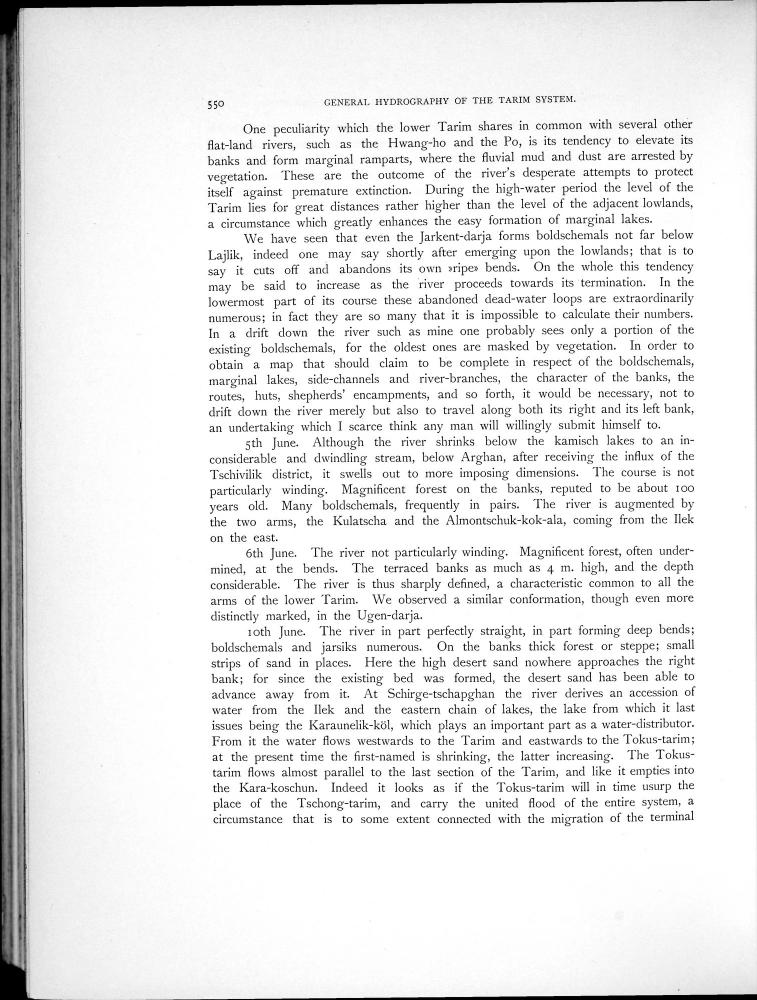 550
GENERAL HYDROGRAPHY OF THE TARIM SYSTEM.
One peculiarity which the lower Tarim shares in common with several other
flat-land rivers, such as the Hwang-ho and the Po, is its tendency to elevate its
banks and form marginal ramparts, where the fluvial mud and dust are arrested by
vegetation. These are the outcome of the river's desperate attempts to protect
itself against premature extinction. During the high-water period the level of the
Tarim lies for great distances rather higher than the level of the adjacent lowlands,
a circumstance which greatly enhances the easy formation of marginal lakes.
We have seen that even the Jarkent-darja forms boldschemals not far below
Lajlik, indeed one may say shortly after emerging upon the lowlands; that is to
say it cuts off and abandons its own »ripe» bends. On the whole this tendency
may be said to increase as the river proceeds towards its termination. In the
lowermost part of its course these abandoned dead-water loops are extraordinarily
numerous; in fact they are so many that it is impossible to calculate their numbers.
In a drift down the river such as mine one probably sees only a portion of the
existing boldschemals, for the oldest ones are masked by vegetation. In order to
obtain a map that should claim to be complete in respect of the boldschemals,
marginal lakes, side-channels and river-branches, the character of the banks, the
routes, huts, shepherds' encampments, and so forth, it would be necessary, not to
drift down the river merely but also to travel along both its right and its left bank,
an undertaking which I scarce think any man will willingly submit himself to.
5th June. Although the river shrinks below the kamisch lakes to an in-
considerable and dwindling stream, below Arghan, after receiving the influx of the
Tschivilik district, it swells out to more imposing dimensions. The course is not
particularly winding. Magnificent forest on the banks, reputed to be about 100
years old. Many boldschemals, frequently in pairs. The river is augmented by
the two arms, the Kulatscha and the Almontschuk-kok-ala, coming from the Ilek
on the east.
6th June. The river not particularly winding. Magnificent forest, often under-
mined, at the bends. The terraced banks as much as 4 m. high, and the depth
considerable. The river is thus sharply defined, a characteristic common to all the
arms of the lower Tarim. We observed a similar conformation, though even more
distinctly marked, in the Ugen-darja.
10th June. The river in part perfectly straight, in part forming deep bends;
boldschemals and jarsiks numerous. On the banks thick forest or steppe; small
strips of sand in places. Here the high desert sand nowhere approaches the right
bank; for since the existing bed was formed, the desert sand has been able to
advance away from it. At Schirge-tschapghan the river derives an accession of
water from the Ilek and the eastern chain of lakes, the lake from which it last
issues being the Karaunelik-köl, which plays an important part as a water-distributor.
From it the water flows westwards to the Tarim and eastwards to the Tokus-tarim;
at the present time the first-named is shrinking, the latter increasing. The Tokus-
tarim flows almost parallel to the last section of the Tarim, and like it empties into
the Kara-koschun. Indeed it looks as if the Tokus-tarim will in time usurp the
place of the Tschong-tarim, and carry the united flood of the entire system, a
circumstance that is to some extent connected with the migration of the terminal